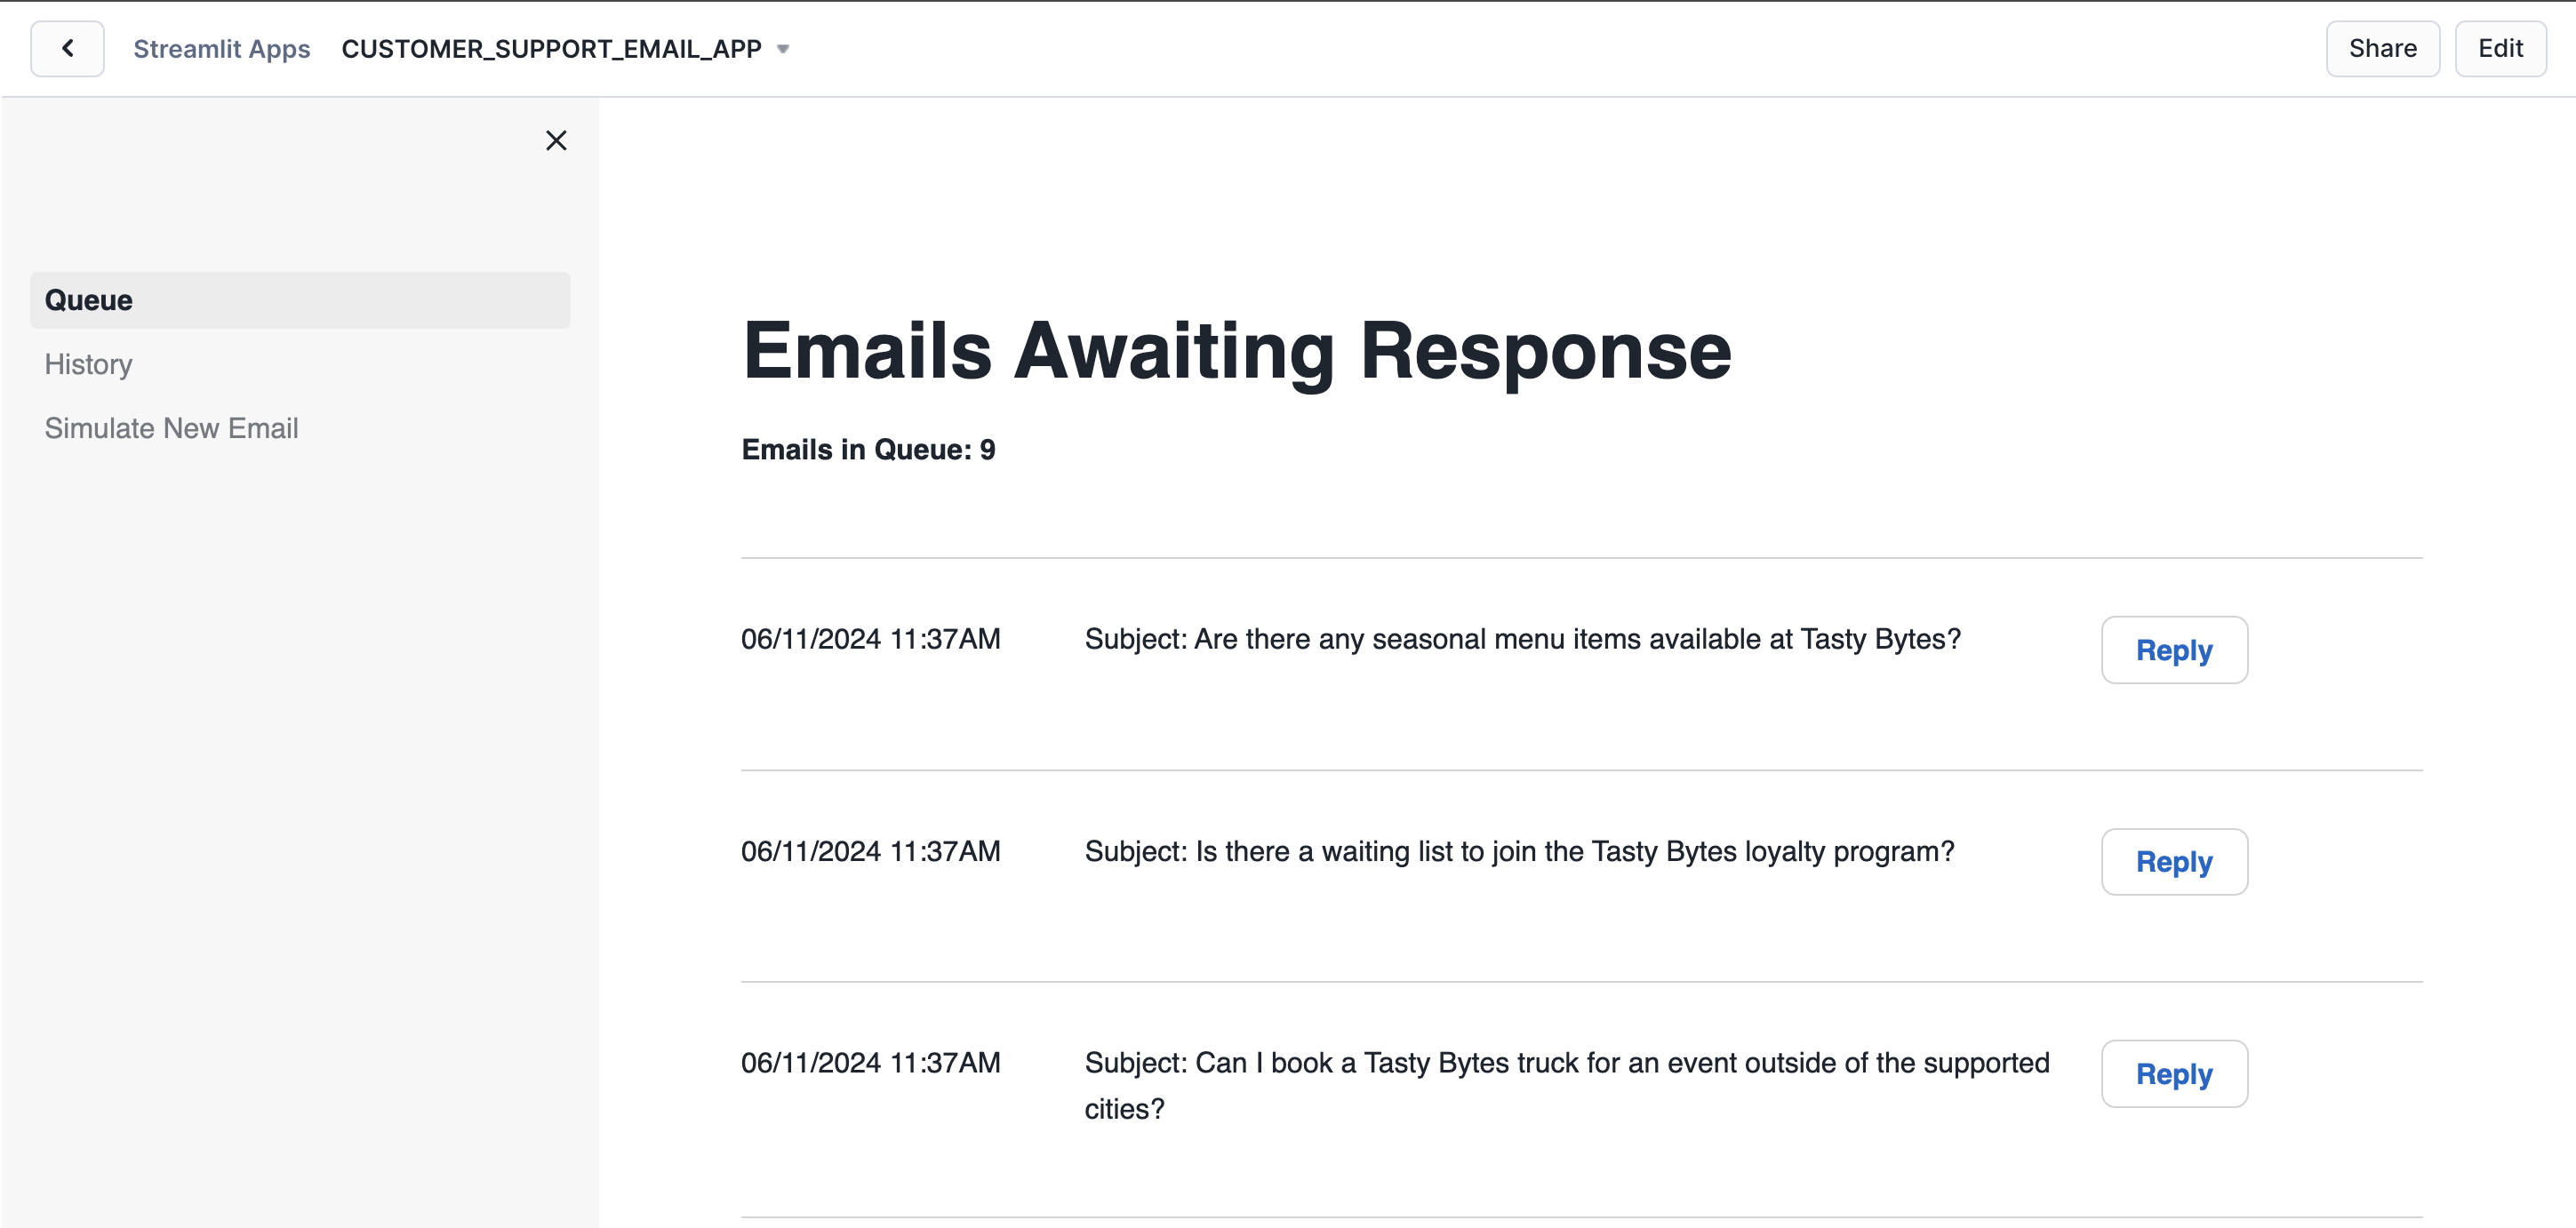 Streamlit Apps CUSTOMER_SUPPORT_EMAIL_APP Share Edit
Queue
History
Simulate New Email
Emails Awaiting Response
Emails in Queue: 9
06/11/2024 11:37AM Subject: Are there any seasonal menu items available at Tasty Bytes? Reply
06/11/2024 11:37AM Subject: Is there a waiting list to join the Tasty Bytes loyalty program? Reply
06/11/2024 11:37AM Subject: Can I book a Tasty Bytes truck for an event outside of the supported Reply
cities?